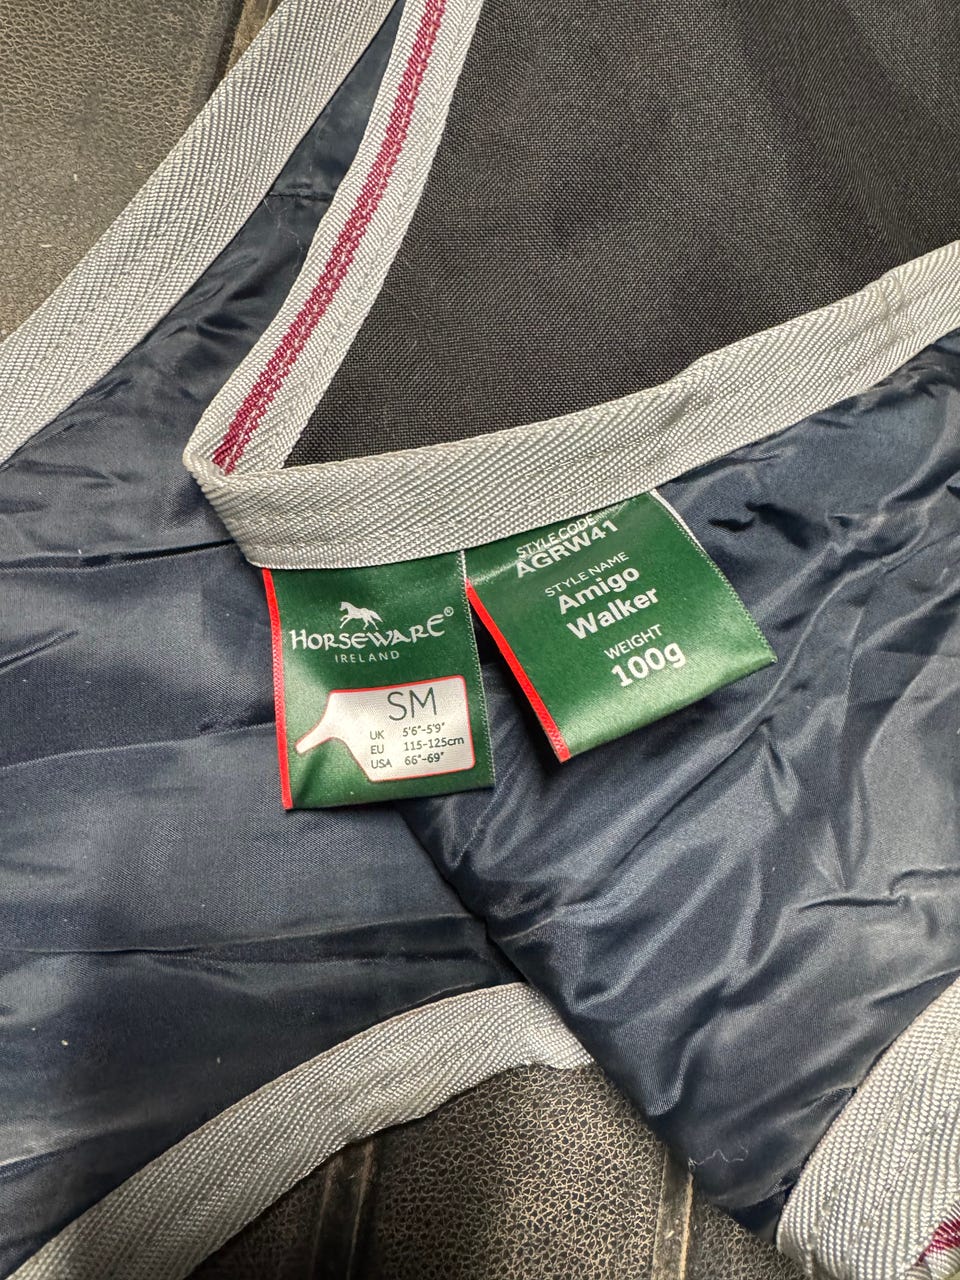 HORSEWARE®
IRELAND
SM
UK 5'6"-5'9"
EU 115-125cm
USA 66"-69"
STYLE CODE
AGRW41
STYLE NAME
Amigo
Walker
WEIGHT
100g